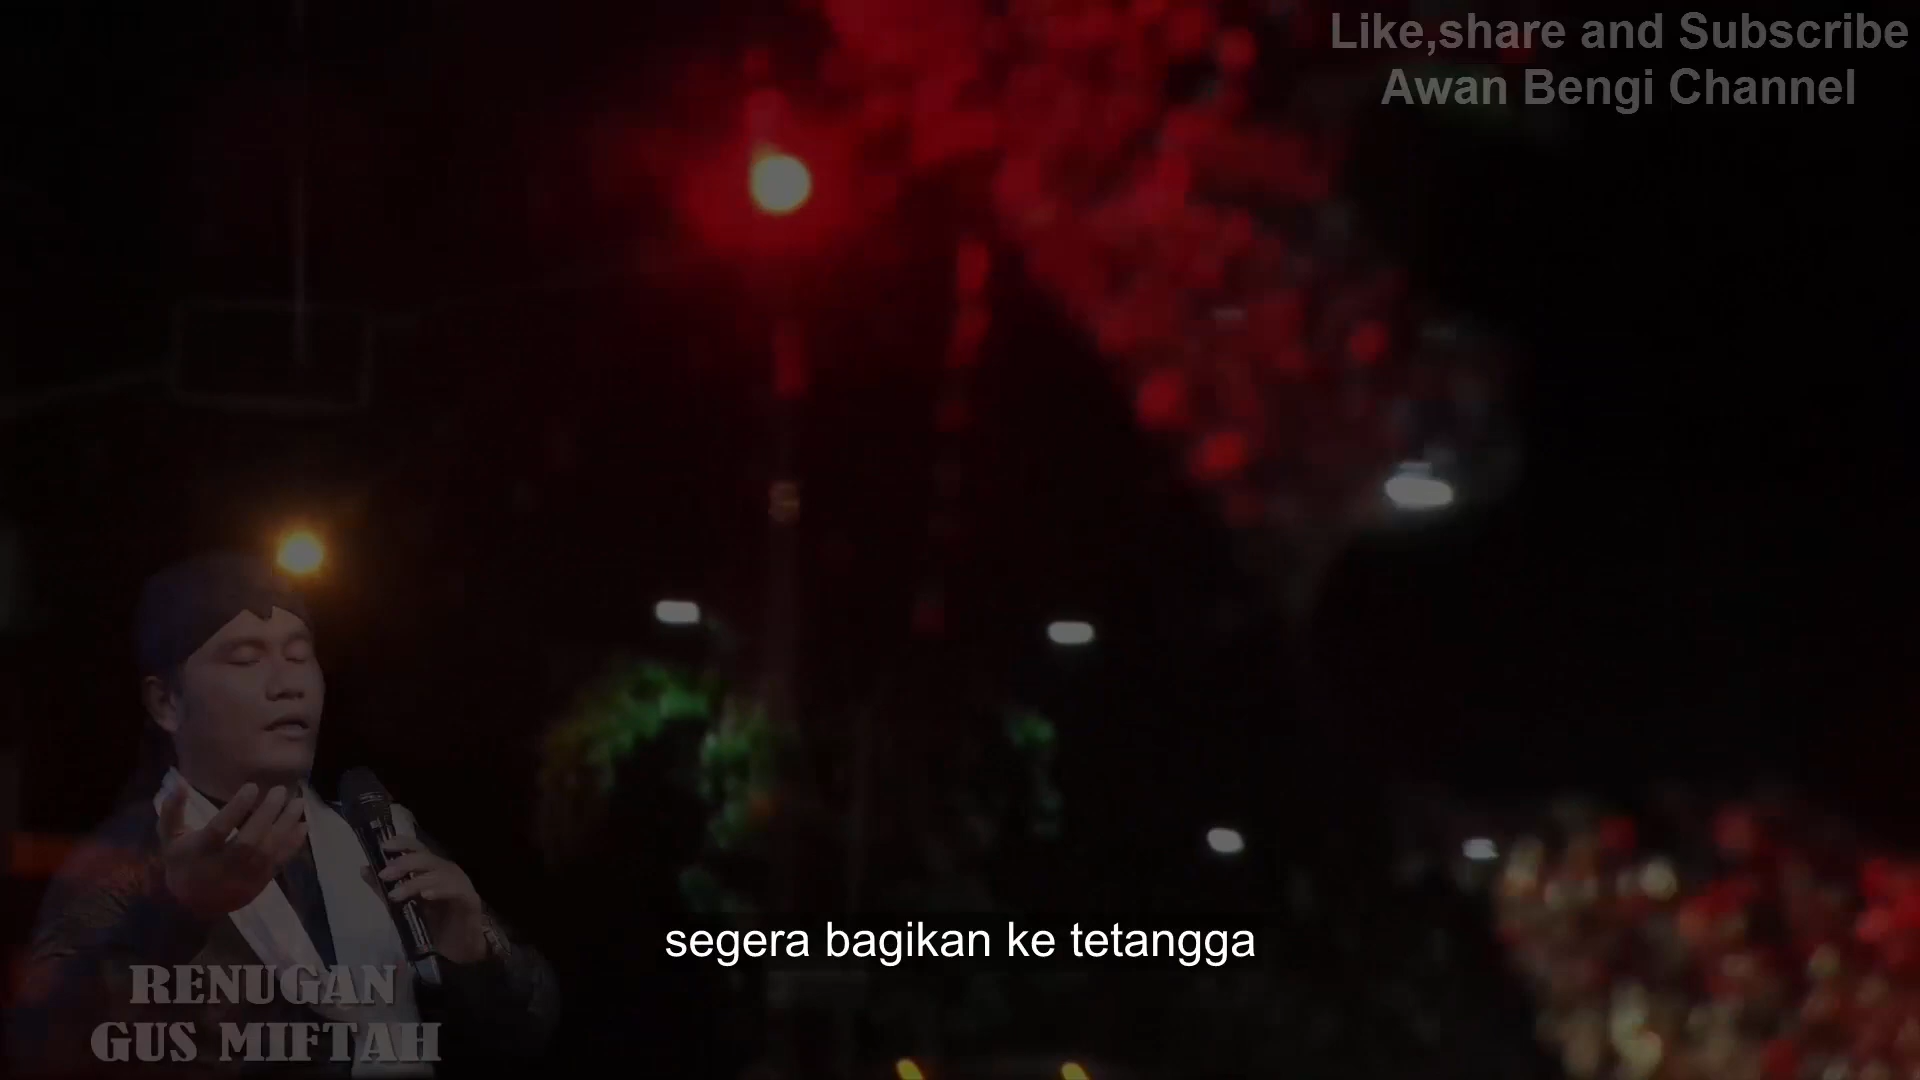 Like,share and Subscribe
Awan Bengi Channel
segera bagikan ke tetangga
RENUGAN
GUS MIFTAH